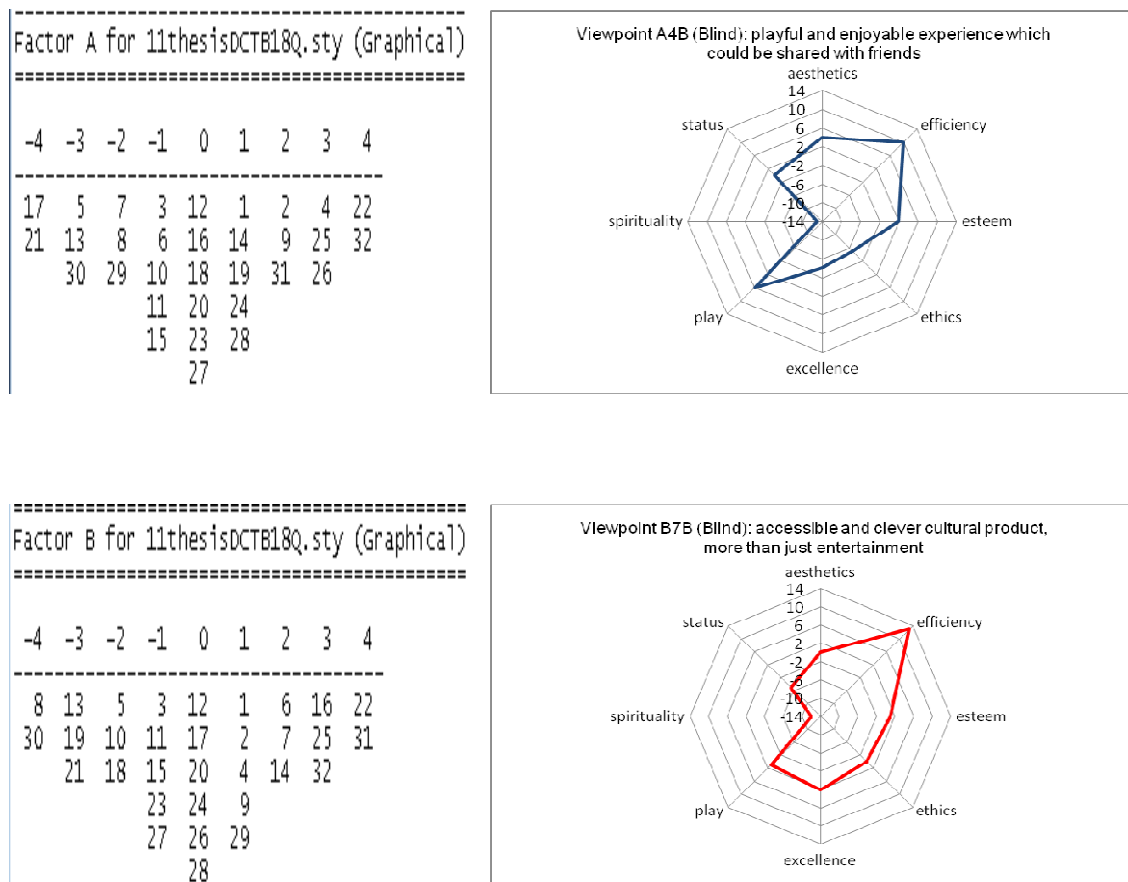 Factor A for 11thesisDCTB18Q.sty (Graphical)
-4 -3 -2 -1 0 1 2 3 4
17 5 7 3 12 1 2 4 22
21 13 8 6 16 14 9 25 32
30 29 10 18 19 31 26
11 20 24
15 23 28
27
Viewpoint A4B (Blind): playful and enjoyable experience which
could be shared with friends
aesthetics
14
10
6
2
-2
-6
-10
-14
status
efficiency
spirituality
esteem
play
ethics
excellence
Factor B for 11thesisDCTB18Q.sty (Graphical)
-4 -3 -2 -1 0 1 2 3 4
8 13 5 3 12 1 6 16 22
30 19 10 11 17 2 7 25 31
21 18 15 20 4 14 32
23 24 9
27 26 29
28
Viewpoint B7B (Blind): accessible and clever cultural product,
more than just entertainment
aesthetics
14
10
6
2
-2
-6
-10
-14
status
efficiency
spirituality
esteem
play
ethics
excellence